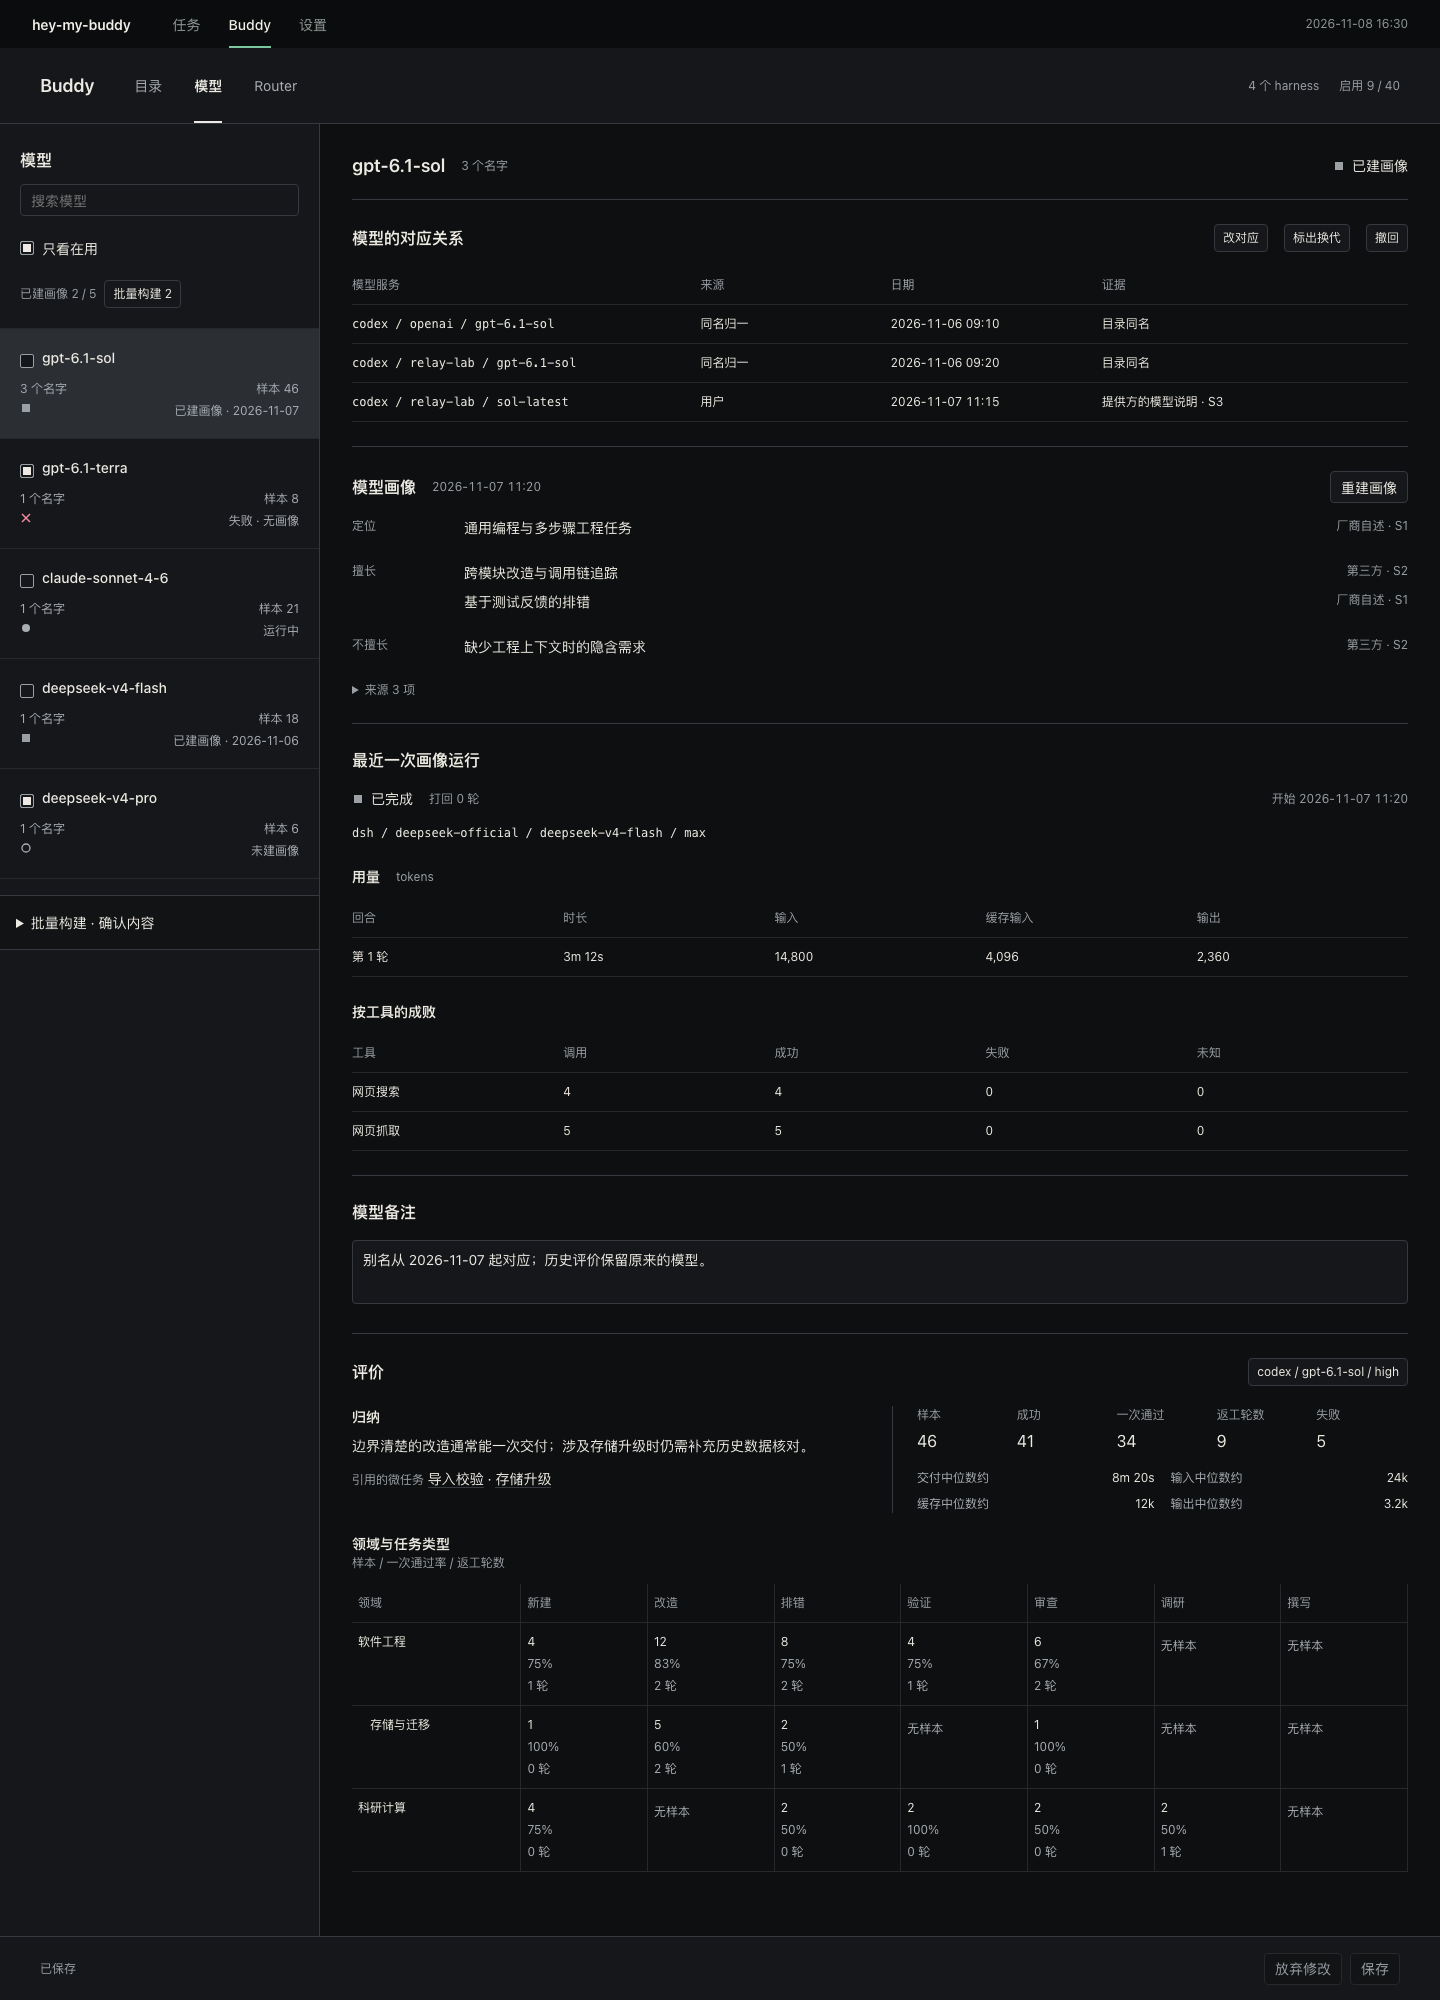 hey-my-buddy 任务 Buddy 设置 2026-11-08 16:30
Buddy 目录 模型 Router 4 个 harness 启用 9 / 40
模型
搜索模型
只看在用
已建画像 2 / 5 批量构建 2
gpt-6.1-sol
3 个名字 样本 46
已建画像 · 2026-11-07
gpt-6.1-terra
1 个名字 样本 8
失败 · 无画像
claude-sonnet-4-6
1 个名字 样本 21
运行中
deepseek-v4-flash
1 个名字 样本 18
已建画像 · 2026-11-06
deepseek-v4-pro
1 个名字 样本 6
未建画像
批量构建 · 确认内容
gpt-6.1-sol 3 个名字 已建画像
模型的对应关系 改对应 标出换代 撤回
模型服务 来源 日期 证据
codex / openai / gpt-6.1-sol 同名归一 2026-11-06 09:10 目录同名
codex / relay-lab / gpt-6.1-sol 同名归一 2026-11-06 09:20 目录同名
codex / relay-lab / sol-latest 用户 2026-11-07 11:15 提供方的模型说明 · S3
模型画像 2026-11-07 11:20 重建画像
定位 通用编程与多步骤工程任务 厂商自述 · S1
擅长 跨模块改造与调用链追踪 第三方 · S2
基于测试反馈的排错 厂商自述 · S1
不擅长 缺少工程上下文时的隐含需求 第三方 · S2
来源 3 项
最近一次画像运行
已完成 打回 0 轮 开始 2026-11-07 11:20
dsh / deepseek-official / deepseek-v4-flash / max
用量 tokens
回合 时长 输入 缓存输入 输出
第 1 轮 3m 12s 14,800 4,096 2,360
按工具的成败
工具 调用 成功 失败 未知
网页搜索 4 4 0 0
网页抓取 5 5 0 0
模型备注
别名从 2026-11-07 起对应；历史评价保留原来的模型。
评价 codex / gpt-6.1-sol / high
归纳
边界清楚的改造通常能一次交付；涉及存储升级时仍需补充历史数据核对。
引用的微任务 导入校验 · 存储升级
样本 成功 一次通过 返工轮数 失败
46 41 34 9 5
交付中位数约 8m 20s 输入中位数约 24k
缓存中位数约 12k 输出中位数约 3.2k
领域与任务类型
样本 / 一次通过率 / 返工轮数
领域 新建 改造 排错 验证 审查 调研 撰写
软件工程 4 12 8 4 6 无样本 无样本
75% 83% 75% 75% 67%
1 轮 2 轮 2 轮 1 轮 2 轮
存储与迁移 1 5 2 无样本 1 无样本 无样本
100% 60% 50% 100%
0 轮 2 轮 1 轮 0 轮
科研计算 4 无样本 2 2 2 2 无样本
75% 50% 100% 50% 50%
0 轮 0 轮 0 轮 0 轮 1 轮
已保存 放弃修改 保存